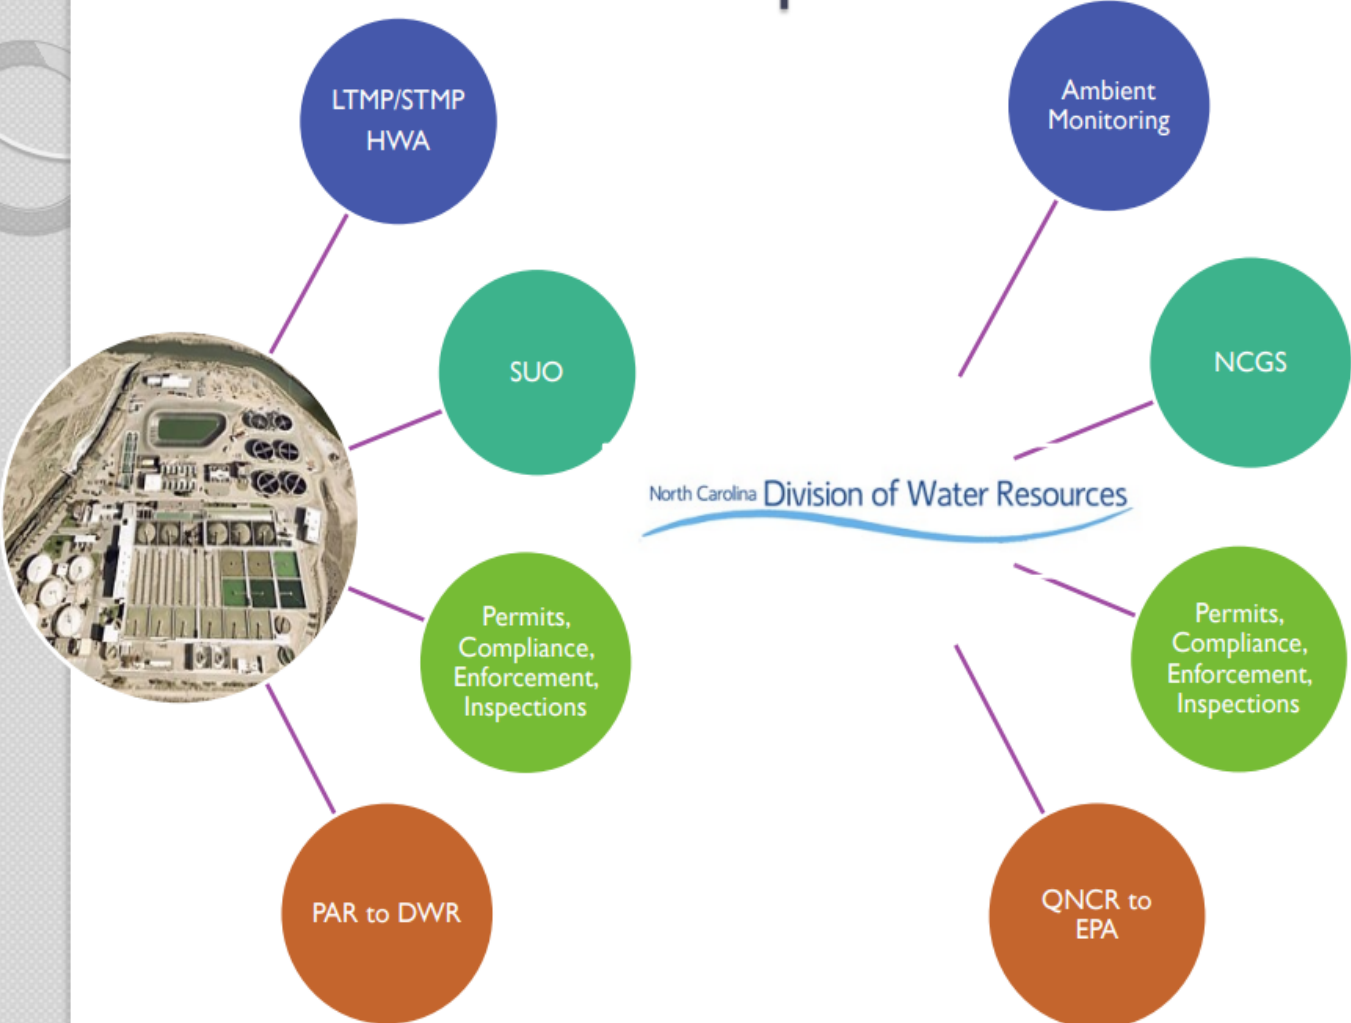 LTMP/STMP
HWA
SUO
Permits,
Compliance,
Enforcement,
Inspections
PAR to DWR
North Carolina Division of Water Resources
Ambient
Monitoring
NCGS
Permits,
Compliance,
Enforcement,
Inspections
QNCR to
EPA